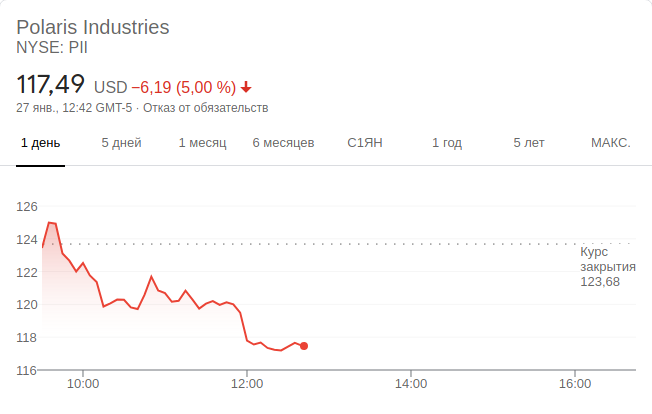 Polaris Industries
NYSE: PII
117,49 USD −6,19 (5,00 %)
27 янв., 12:42 GMT-5 · Отказ от обязательств
1 день 5 дней 1 месяц 6 месяцев С1ЯН 1 год 5 лет МАКС.
126
124
Курс
закрытия
123,68
122
120
118
116
10:00 12:00 14:00 16:00